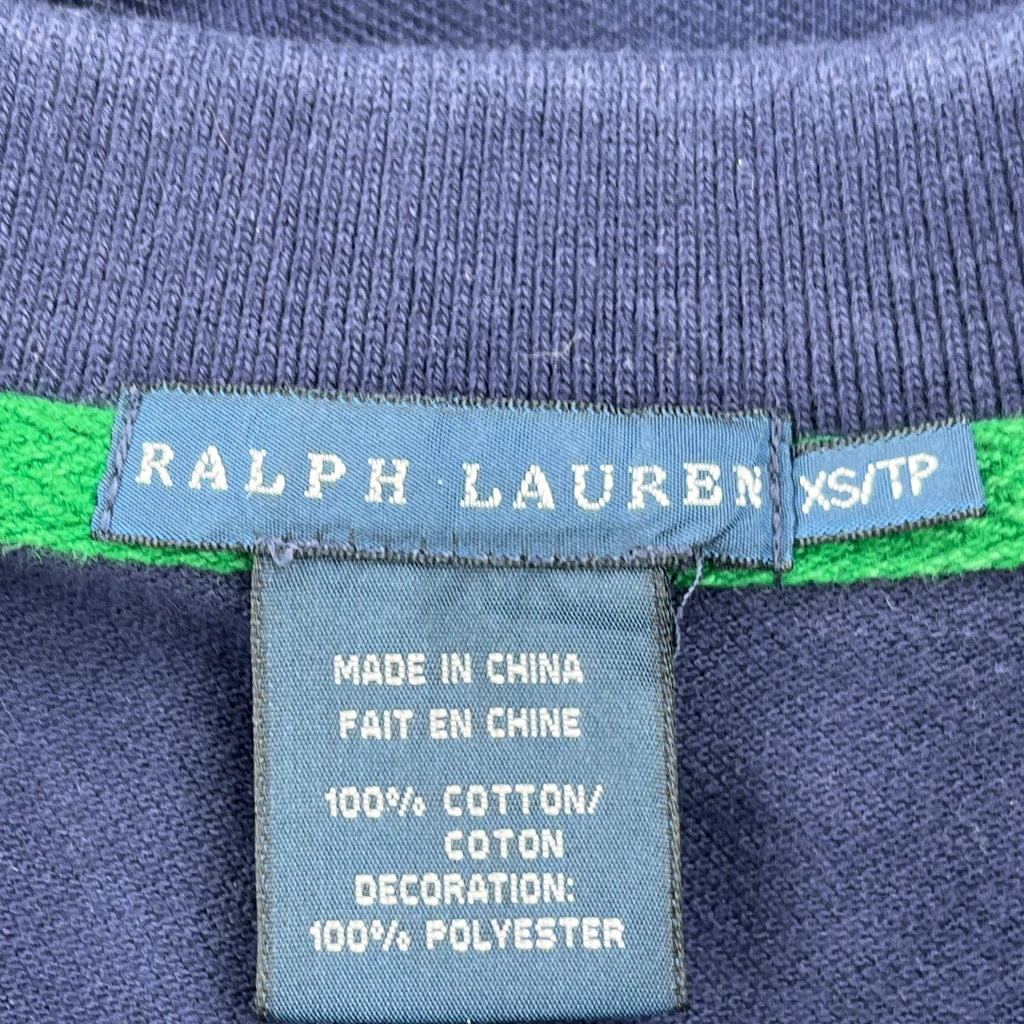 RALPH LAUREN
XS/TP
MADE IN CHINA
FAIT EN CHINE
100% COTTON/
COTON
DECORATION:
100% POLYESTER